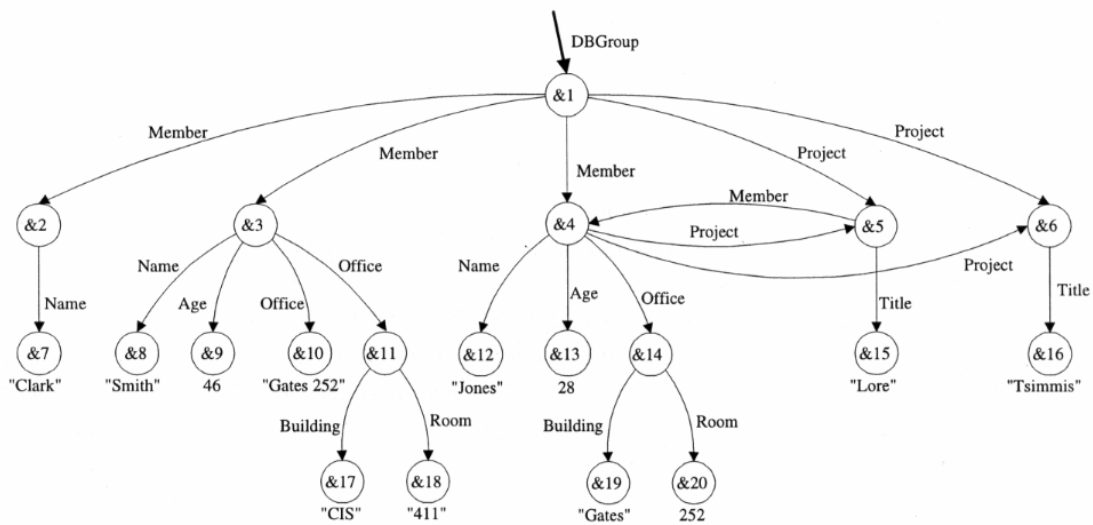 DBGroup
&1
Member
Member
Member
Project
Project
&2
&3
&4
Member
Project
&5
&6
Project
Name
Name
Age
Office
Office
Name
Age
Office
Title
Title
&7
&8
&9
&10
&11
&12
&13
&14
&15
&16
"Clark"
"Smith"
46
"Gates 252"
"Jones"
28
"Lore"
"Tsimmis"
Building
Room
Building
Room
&17
&18
&19
&20
"CIS"
"411"
"Gates"
252